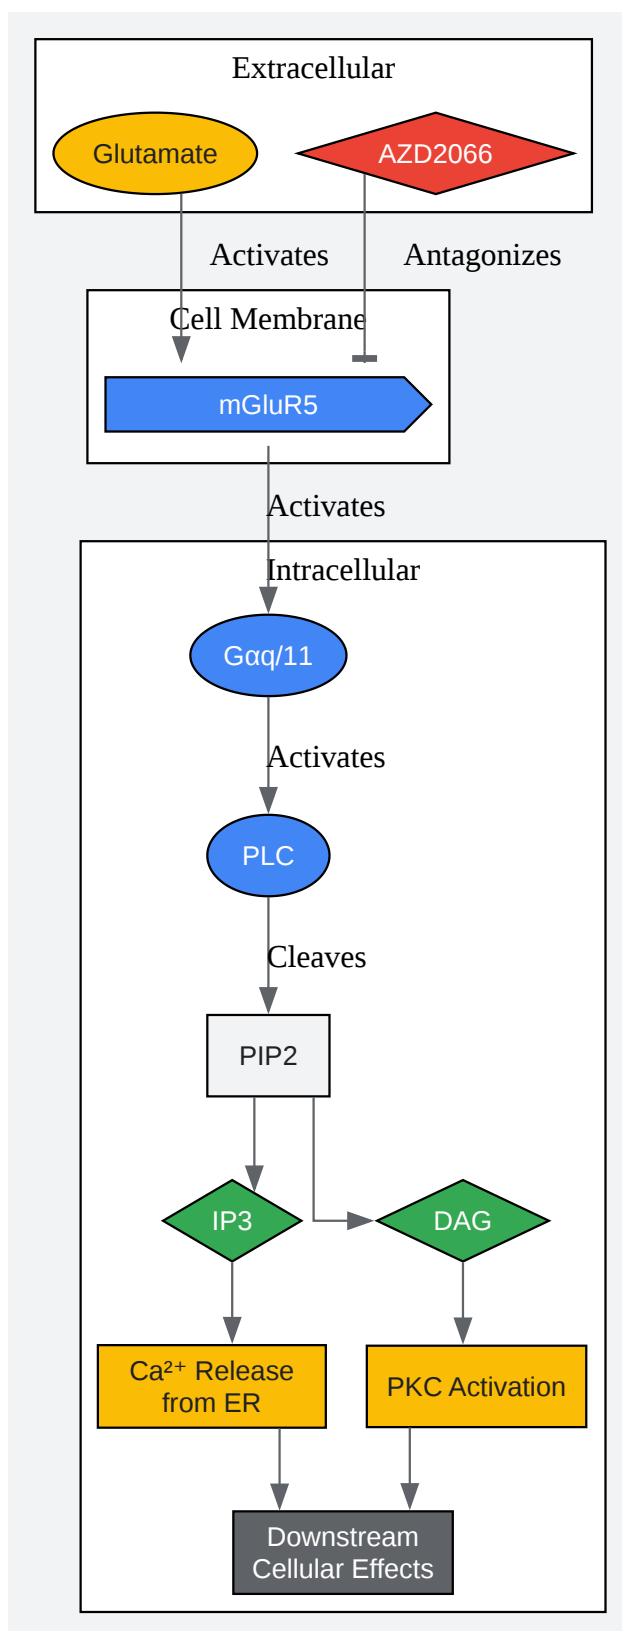 Extracellular
Glutamate
AZD2066
Activates
Antagonizes
Cell Membrane
mGluR5
Activates
Intracellular
Gαq/11
Activates
PLC
Cleaves
PIP2
IP3
DAG
Ca²⁺ Release
from ER
PKC Activation
Downstream
Cellular Effects